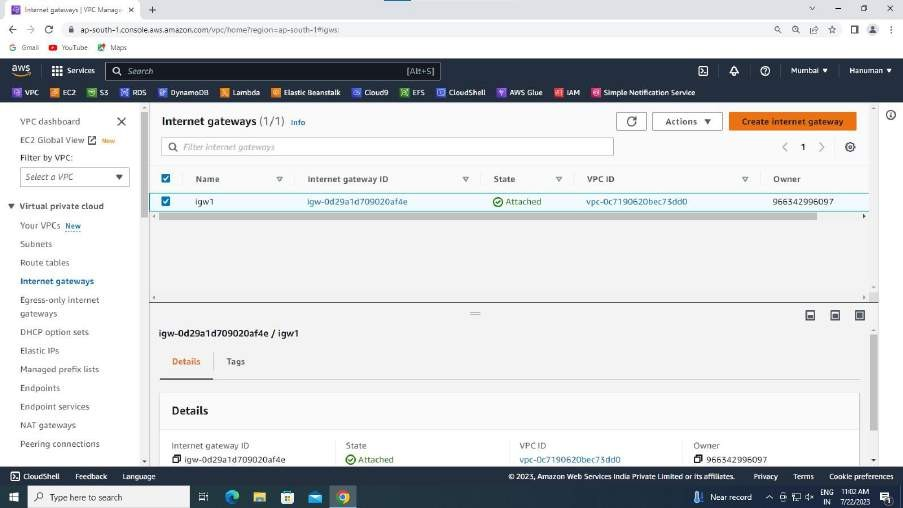 Internet gateways | VPC Manag
ap-south-1.console.aws.amazon.com/vpc/home?region=ap-south-1#igws:
Gmail YouTube Maps
aws Services Search [Alt+S] Mumbai Hanuman
VPC EC2 S3 RDS DynamoDB Lambda Elastic Beanstalk Cloud9 EFS CloudShell AWS Glue IAM Simple Notification Service
VPC dashboard
EC2 Global View New
Filter by VPC:
Select a VPC
Virtual private cloud
Your VPCs New
Subnets
Route tables
Internet gateways
Egress-only internet
gateways
DHCP option sets
Elastic IPs
Managed prefix lists
Endpoints
Endpoint services
NAT gateways
Peering connections
Internet gateways (1/1) Info
Actions
Create internet gateway
Filter internet gateways
1
Name Internet gateway ID State VPC ID Owner
igw1 igw-0d29a1d709020af4e Attached vpc-0c7190620bec73dd0 966342996097
igw-0d29a1d709020af4e / igw1
Details Tags
Details
Internet gateway ID State VPC ID Owner
igw-0d29a1d709020af4e Attached vpc-0c7190620bec73dd0 966342996097
CloudShell Feedback Language © 2023, Amazon Web Services India Private Limited or its affiliates. Privacy Terms Cookie preferences
Type here to search
Near record
ENG
IN
11:02 AM
7/22/2023